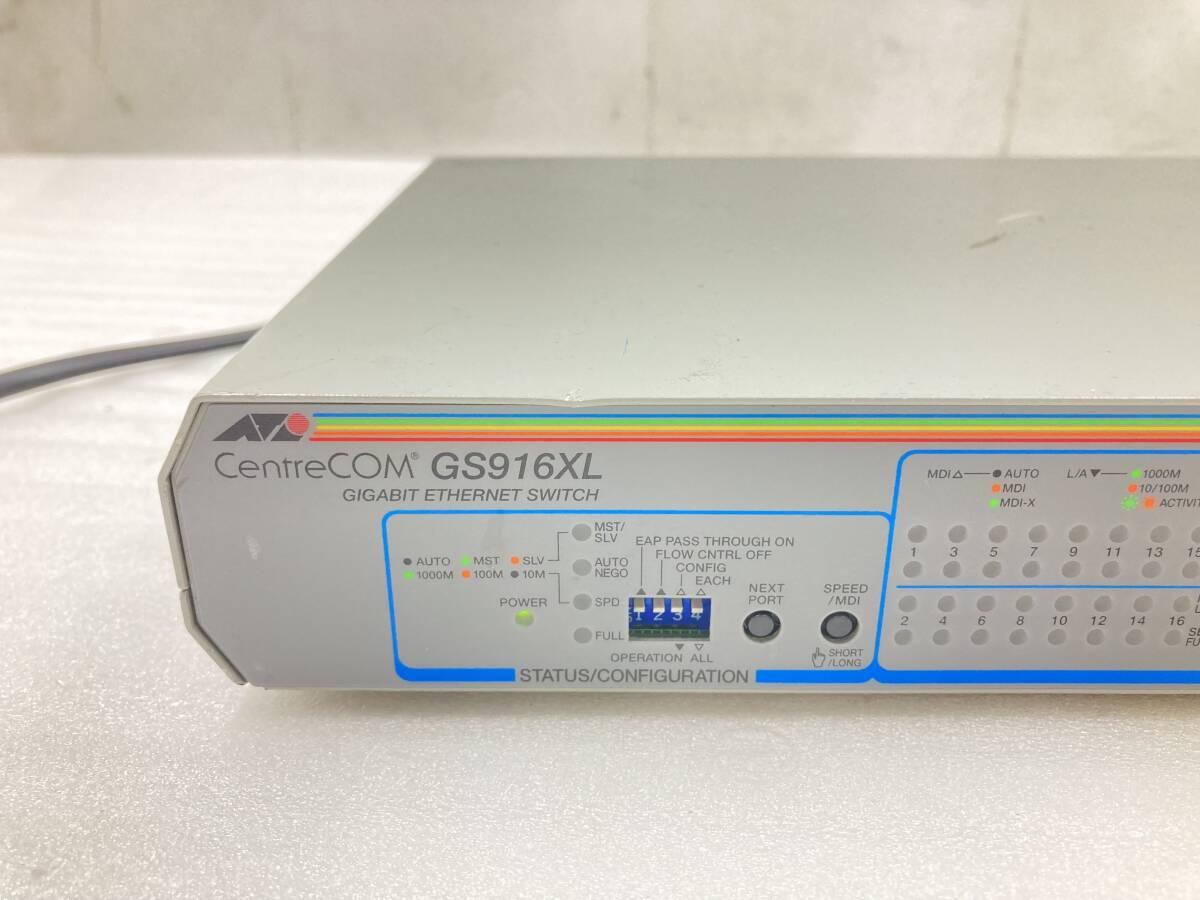 CentreCOM® GS916XL
GIGABIT ETHERNET SWITCH
AUTO MST SLV
1000M 100M 10M
POWER
MST/
SLV
AUTO
NEGO
SPD
FULL
EAP PASS THROUGH ON
FLOW CNTRL OFF
CONFIG
EACH
1 2 3 4
OPERATION ALL
NEXT
PORT
SPEED
/MDI
SHORT
/LONG
STATUS/CONFIGURATION
MDI AUTO
MDI
MDI-X
L/A 1000M
10/100M
1 3 5 7 9 11 13 15
2 4 6 8 10 12 14 16